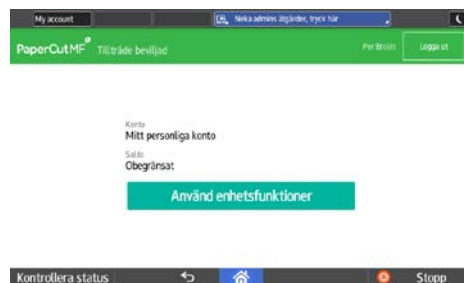 My account
Neka admins åtgärder, tryck här
PaperCut MF Tillträde beviljad
Per Brolin
Logga ut
Konto
Mitt personliga konto
Saldo
Obegränsat
Använd enhetsfunktioner
Kontrollera status
Stopp